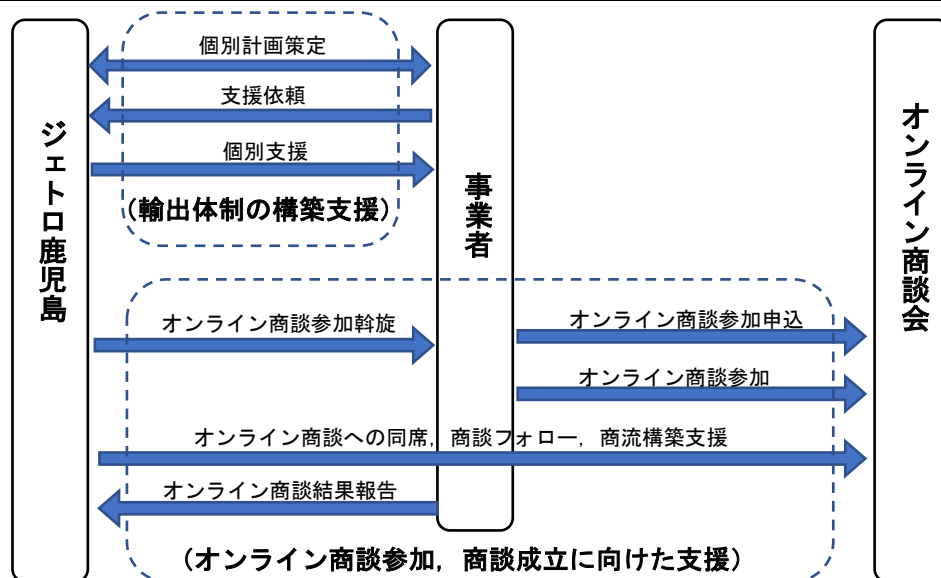 ジェトロ鹿児島
個別計画策定
支援依頼
個別支援
(輸出体制の構築支援)
事業者
オンライン商談会
オンライン商談参加斡旋
オンライン商談参加申込
オンライン商談参加
オンライン商談への同席，商談フォロー，商流構築支援
オンライン商談結果報告
(オンライン商談参加，商談成立に向けた支援)